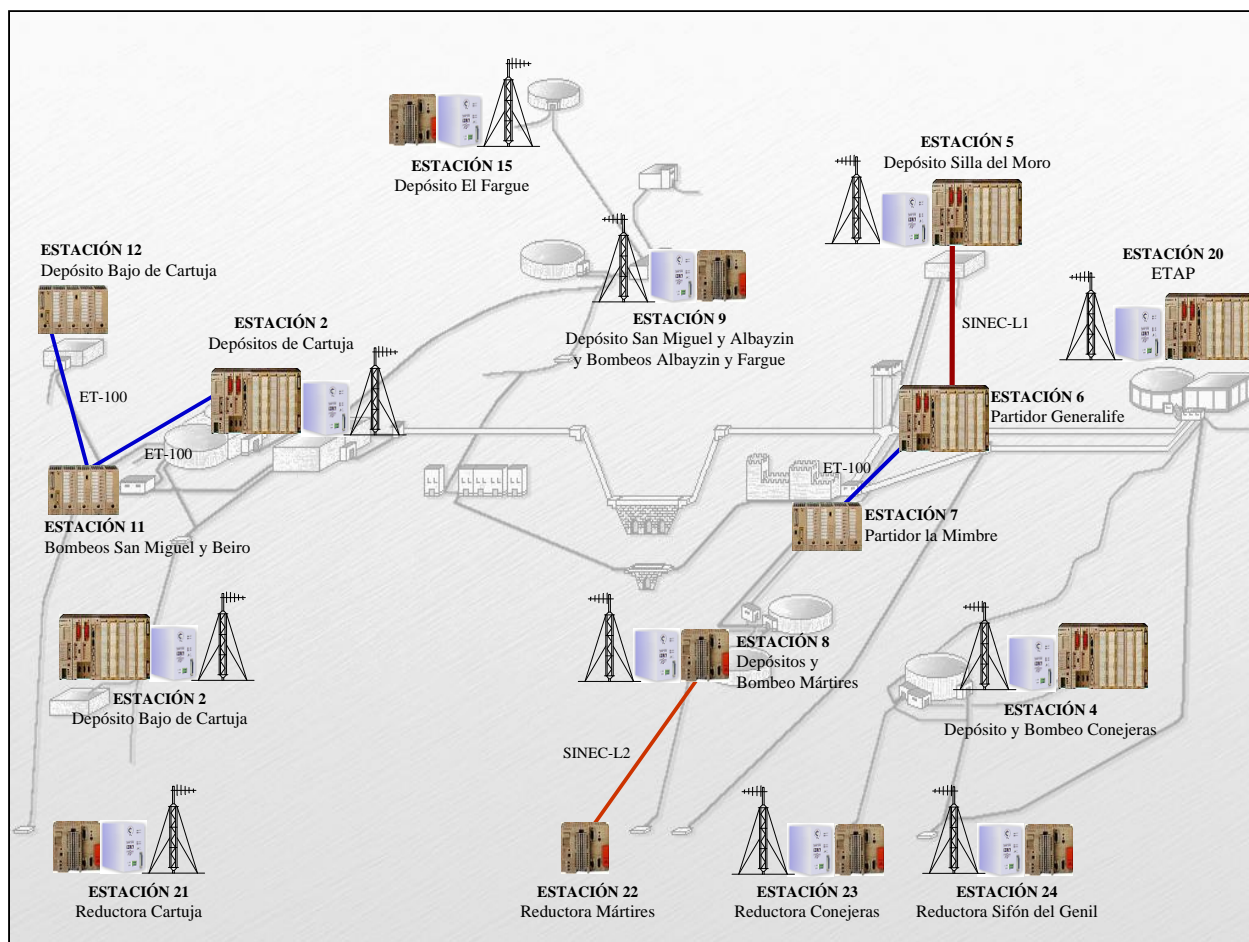 ESTACIÓN 15
Depósito El Fargue
ESTACIÓN 5
Depósito Silla del Moro
ESTACIÓN 12
Depósito Bajo de Cartuja
ESTACIÓN 20
ETAP
ESTACIÓN 2
Depósitos de Cartuja
ESTACIÓN 9
Depósito San Miguel y Albayzin
y Bombeos Albayzin y Fargue
SINEC-L1
ET-100
ESTACIÓN 6
Partidor Generalife
ET-100
ET-100
ESTACIÓN 11
Bombeos San Miguel y Beiro
ESTACIÓN 7
Partidor la Mimbre
ESTACIÓN 8
Depósitos y
Bombeo Mártires
ESTACIÓN 2
Depósito Bajo de Cartuja
ESTACIÓN 4
Depósito y Bombeo Conejeras
SINEC-L2
ESTACIÓN 21
Reductora Cartuja
ESTACIÓN 22
Reductora Mártires
ESTACIÓN 23
Reductora Conejeras
ESTACIÓN 24
Reductora Sifón del Genil